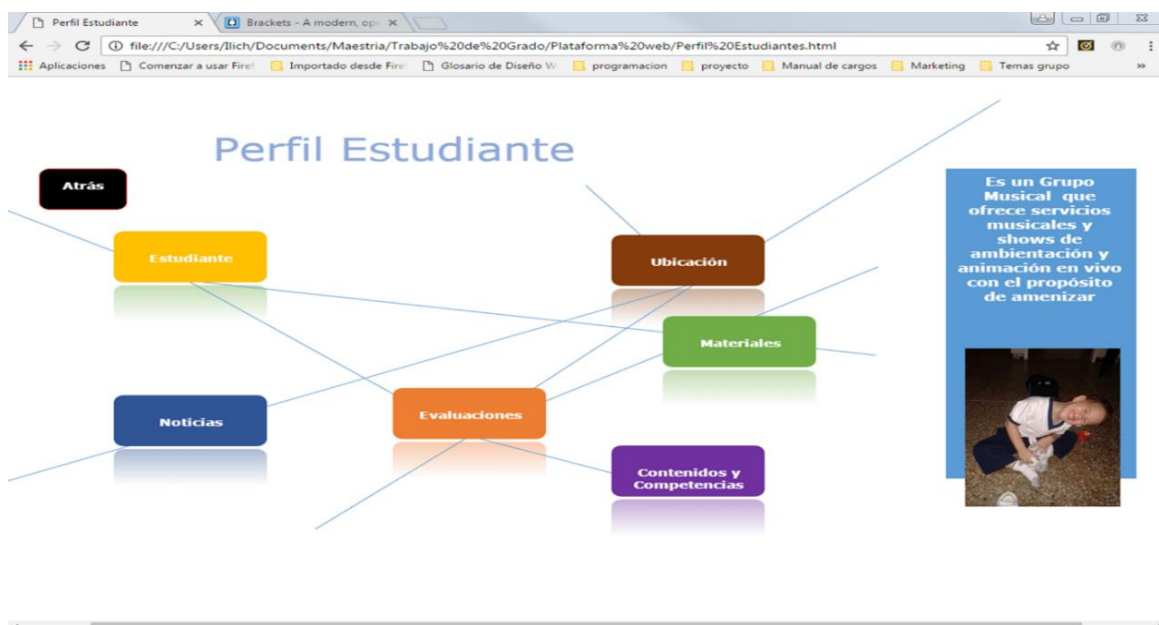 Perfil Estudiante
Brackets - A modern, ope
file:///C:/Users/Ilich/Documents/Maestria/Trabajo%20de%20Grado/Plataforma%20web/Perfil%20Estudiantes.html
Aplicaciones
Comenzar a usar Firef
Importado desde Firef
Glosario de Diseño W
programacion
proyecto
Manual de cargos
Marketing
Temas grupo
Perfil Estudiante
Atrás
Estudiante
Ubicación
Materiales
Noticias
Evaluaciones
Contenidos y
Competencias
Es un Grupo
Musical que
ofrece servicios
musicales y
shows de
ambientación y
animación en vivo
con el propósito
de amenizar